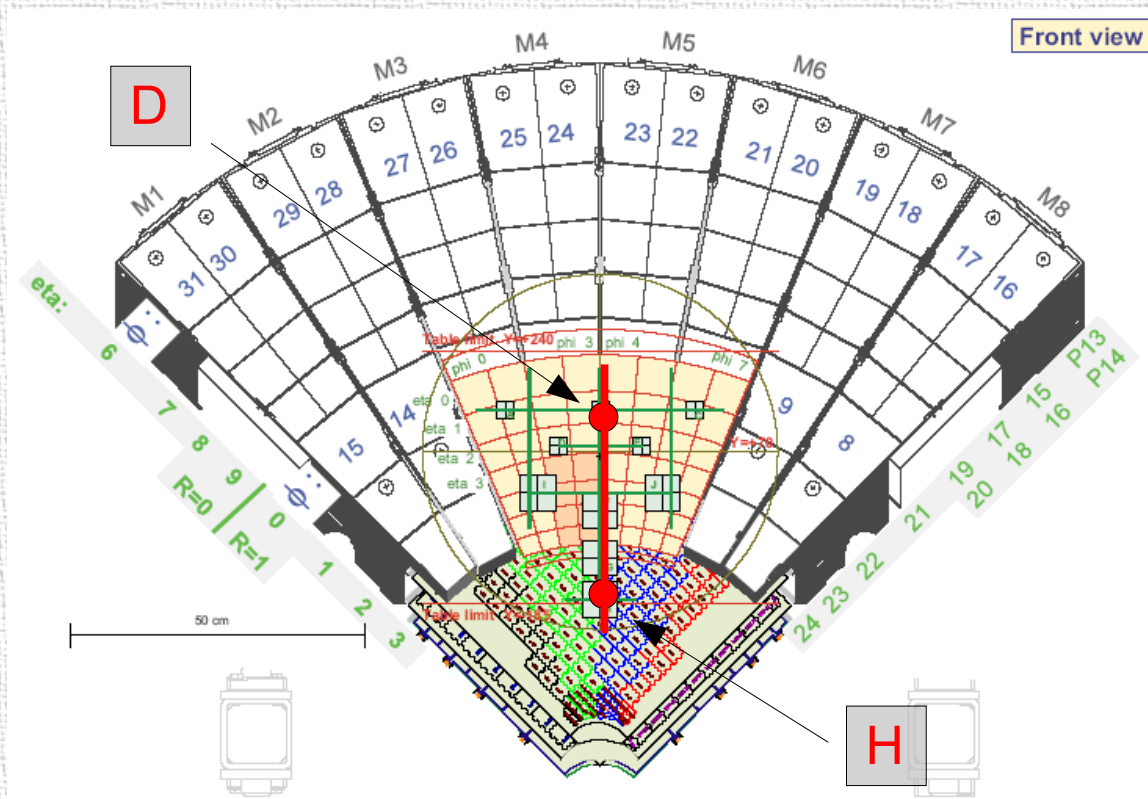 Front view
M4
M5
M3
M6
M2
M7
M1
M8
D
25 24
23 22
27 26
21 20
29 28
19 18
31 30
17 16
eta:
ϕ
Table limit
phi 3
phi 4
phi 0
phi 7
6
P13
P14
7
eta 0
14
9
15
16
eta 1
15
8
17
18
8
eta 2
eta 3
I
J
19
20
9
ϕ
R=0
0
21
R=1
1
22
2
23
3
24
50 cm
Table limit
H